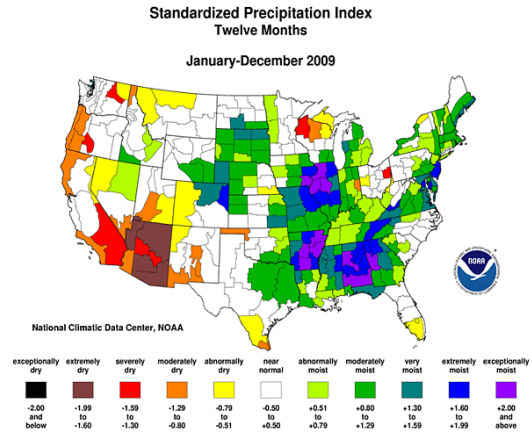 Standardized Precipitation Index
Twelve Months
January-December 2009
NOAA
National Climatic Data Center, NOAA
exceptionally extremely severely moderately abnormally near abnormally moderately very extremely exceptionally
dry dry dry dry dry normal moist moist moist moist moist
-2.00 -1.99 -1.59 -1.29 -0.79 -0.50 +0.51 +0.80 +1.30 +1.60 +2.00
and to to to to to to to to to and
below -1.60 -1.30 -0.80 -0.51 +0.50 +0.79 +1.29 +1.59 +1.99 above